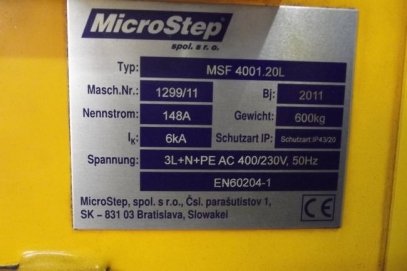 MicroStep®
spol. s r.o.
Typ: MSF 4001.20L
Masch.Nr.: 1299/11 Bj: 2011
Nennstrom: 148A Gewicht: 600kg
IK: 6kA Schutzart IP: Schutzart IP43/20
Spannung: 3L+N+PE AC 400/230V, 50Hz
EN60204-1
MicroStep, spol. s r.o., Čsl. parašutistov 1,
SK – 831 03 Bratislava, Slowakei CE